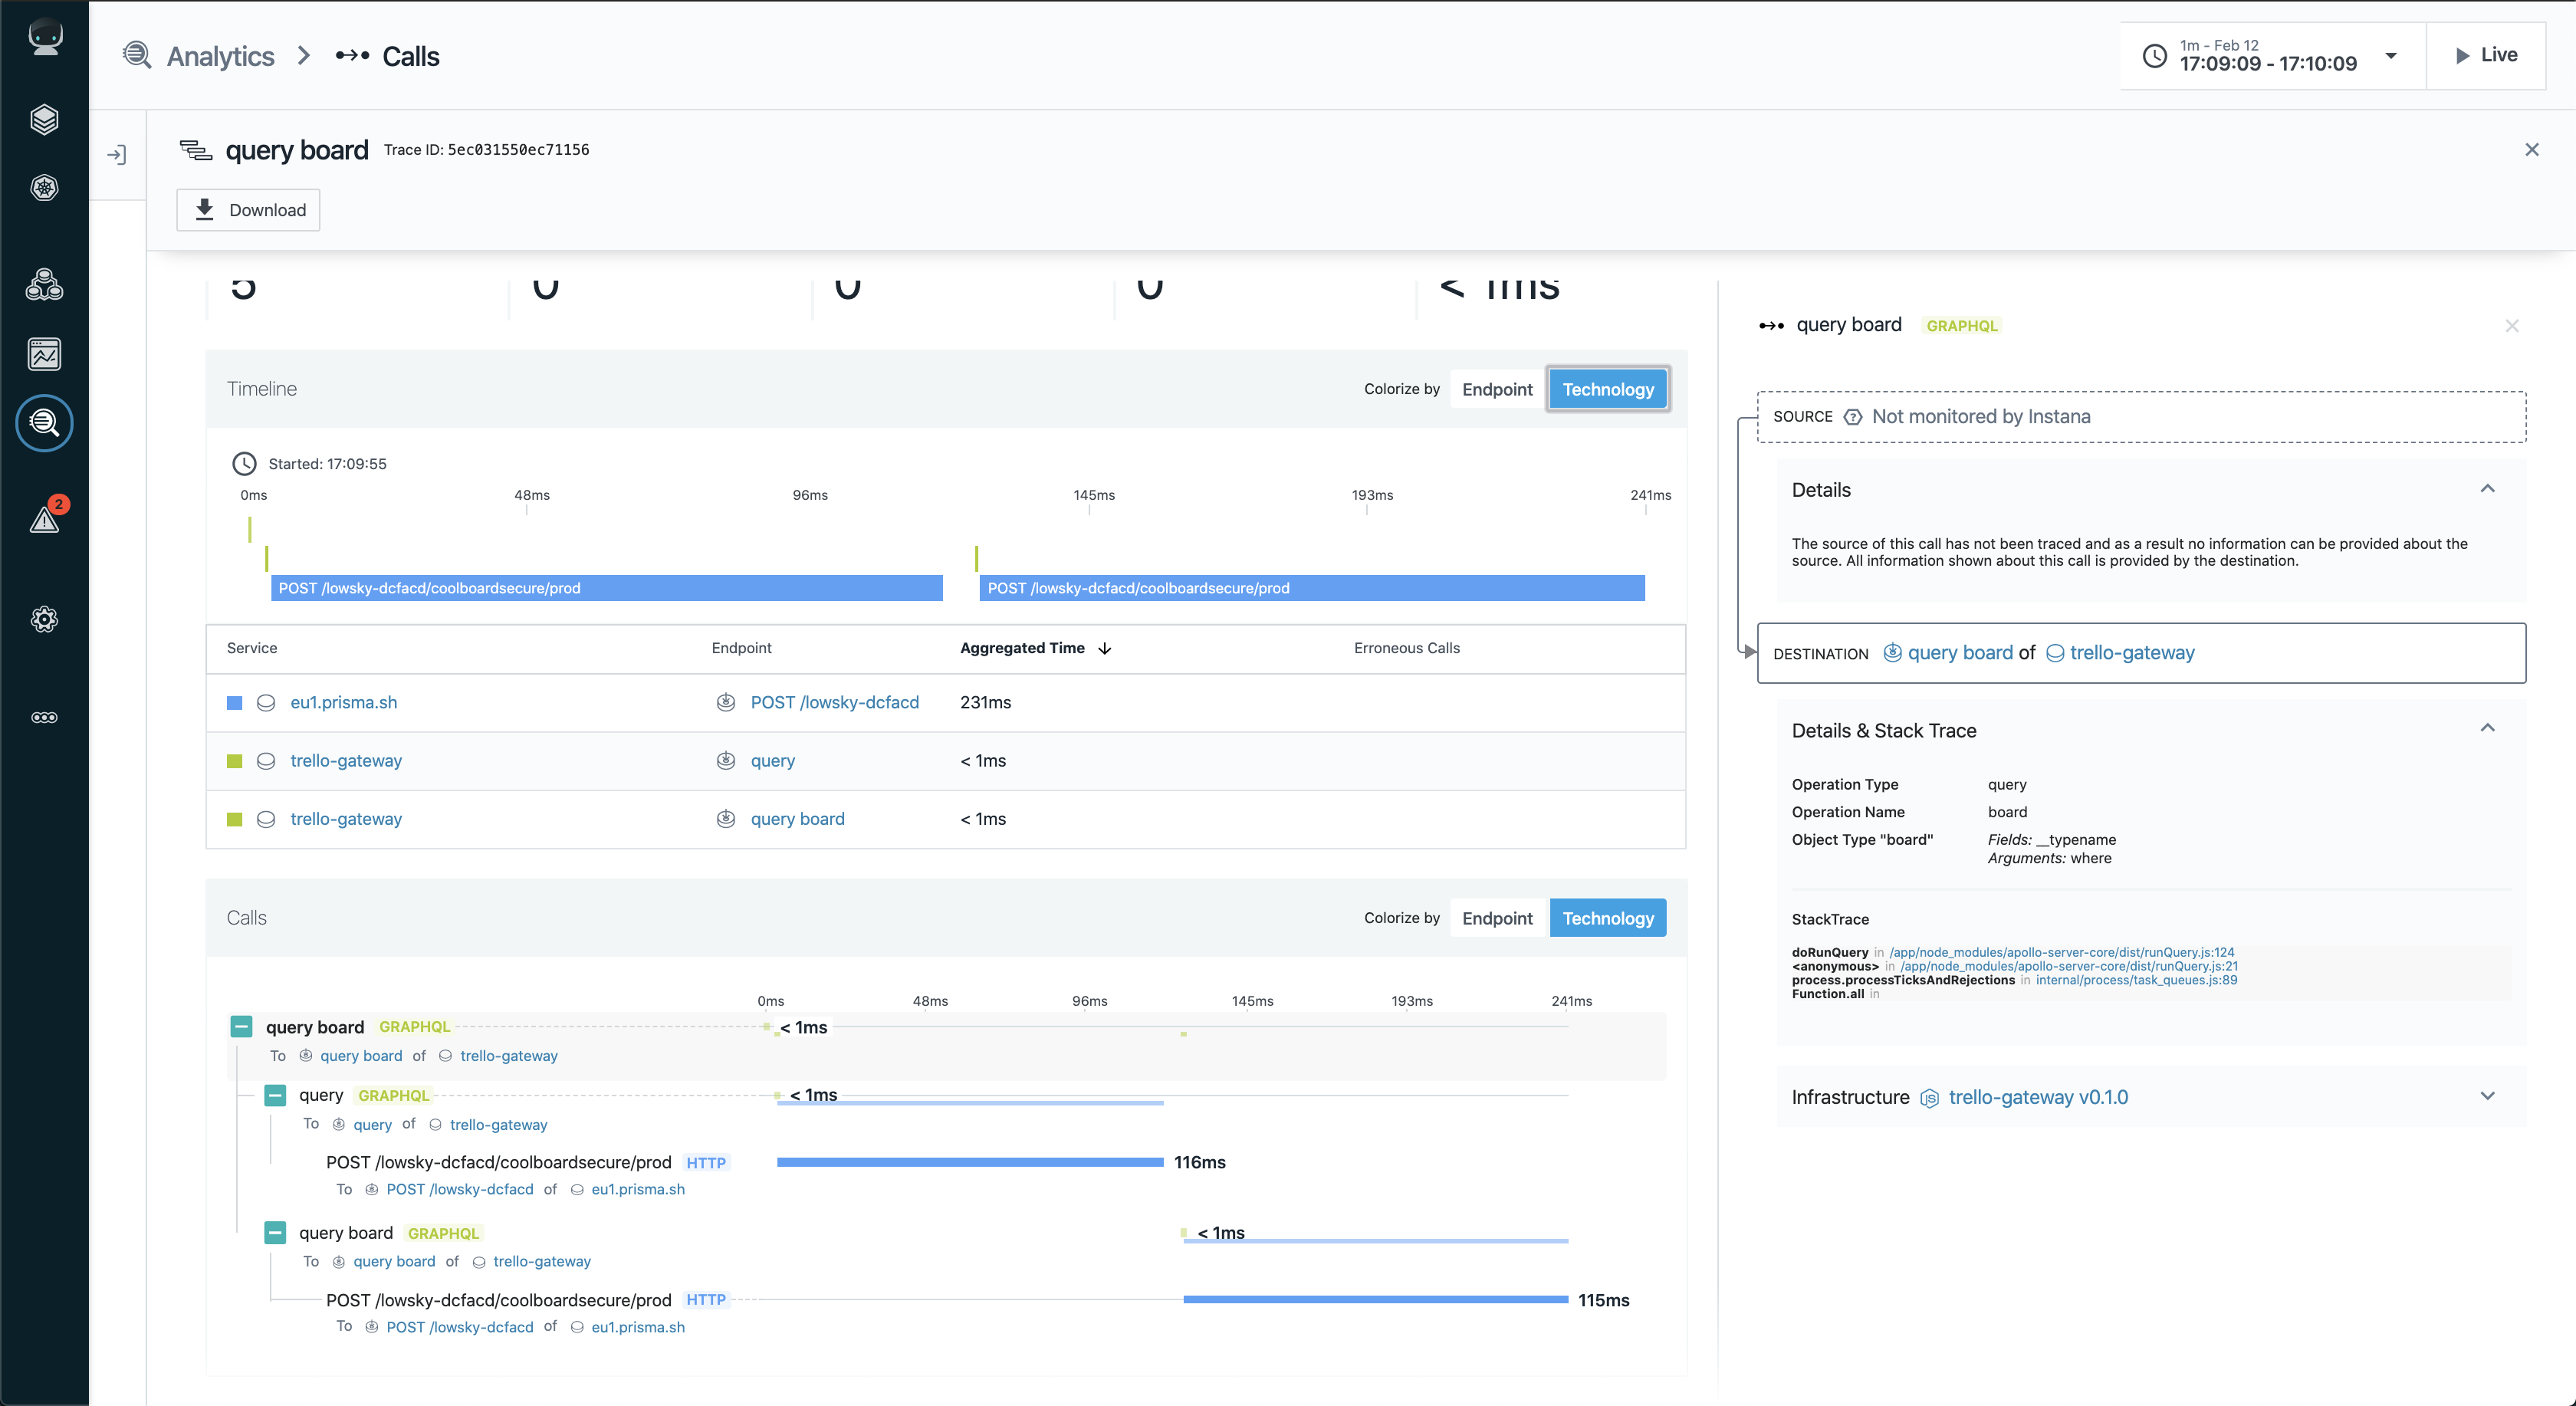 Analytics
Calls
1m - Feb 12
17:09:09 - 17:10:09
Live
query board
Trace ID: 5ec031550ec71156
Download
5 0 0 0 < 1ms
Timeline
Colorize by Endpoint Technology
Started: 17:09:55
0ms 48ms 96ms 145ms 193ms 241ms
POST /lowsky-dcfacd/coolboardsecure/prod
POST /lowsky-dcfacd/coolboardsecure/prod
Service Endpoint Aggregated Time Erroneous Calls
eu1.prisma.sh POST /lowsky-dcfacd 231ms
trello-gateway query < 1ms
trello-gateway query board < 1ms
Calls
Colorize by Endpoint Technology
0ms 48ms 96ms 145ms 193ms 241ms
query board GRAPHQL < 1ms
To query board of trello-gateway
query GRAPHQL < 1ms
To query of trello-gateway
POST /lowsky-dcfacd/coolboardsecure/prod HTTP 116ms
To POST /lowsky-dcfacd of eu1.prisma.sh
query board GRAPHQL < 1ms
To query board of trello-gateway
POST /lowsky-dcfacd/coolboardsecure/prod HTTP 115ms
To POST /lowsky-dcfacd of eu1.prisma.sh
2
query board GRAPHQL
SOURCE Not monitored by Instana
Details
The source of this call has not been traced and as a result no information can be provided about the
source. All information shown about this call is provided by the destination.
DESTINATION query board of trello-gateway
Details & Stack Trace
Operation Type query
Operation Name board
Object Type "board" Fields: __typename
Arguments: where
StackTrace
doRunQuery in /app/node_modules/apollo-server-core/dist/runQuery.js:124
<anonymous> in /app/node_modules/apollo-server-core/dist/runQuery.js:21
process.processTicksAndRejections in internal/process/task_queues.js:89
Function.all in
Infrastructure JS trello-gateway v0.1.0